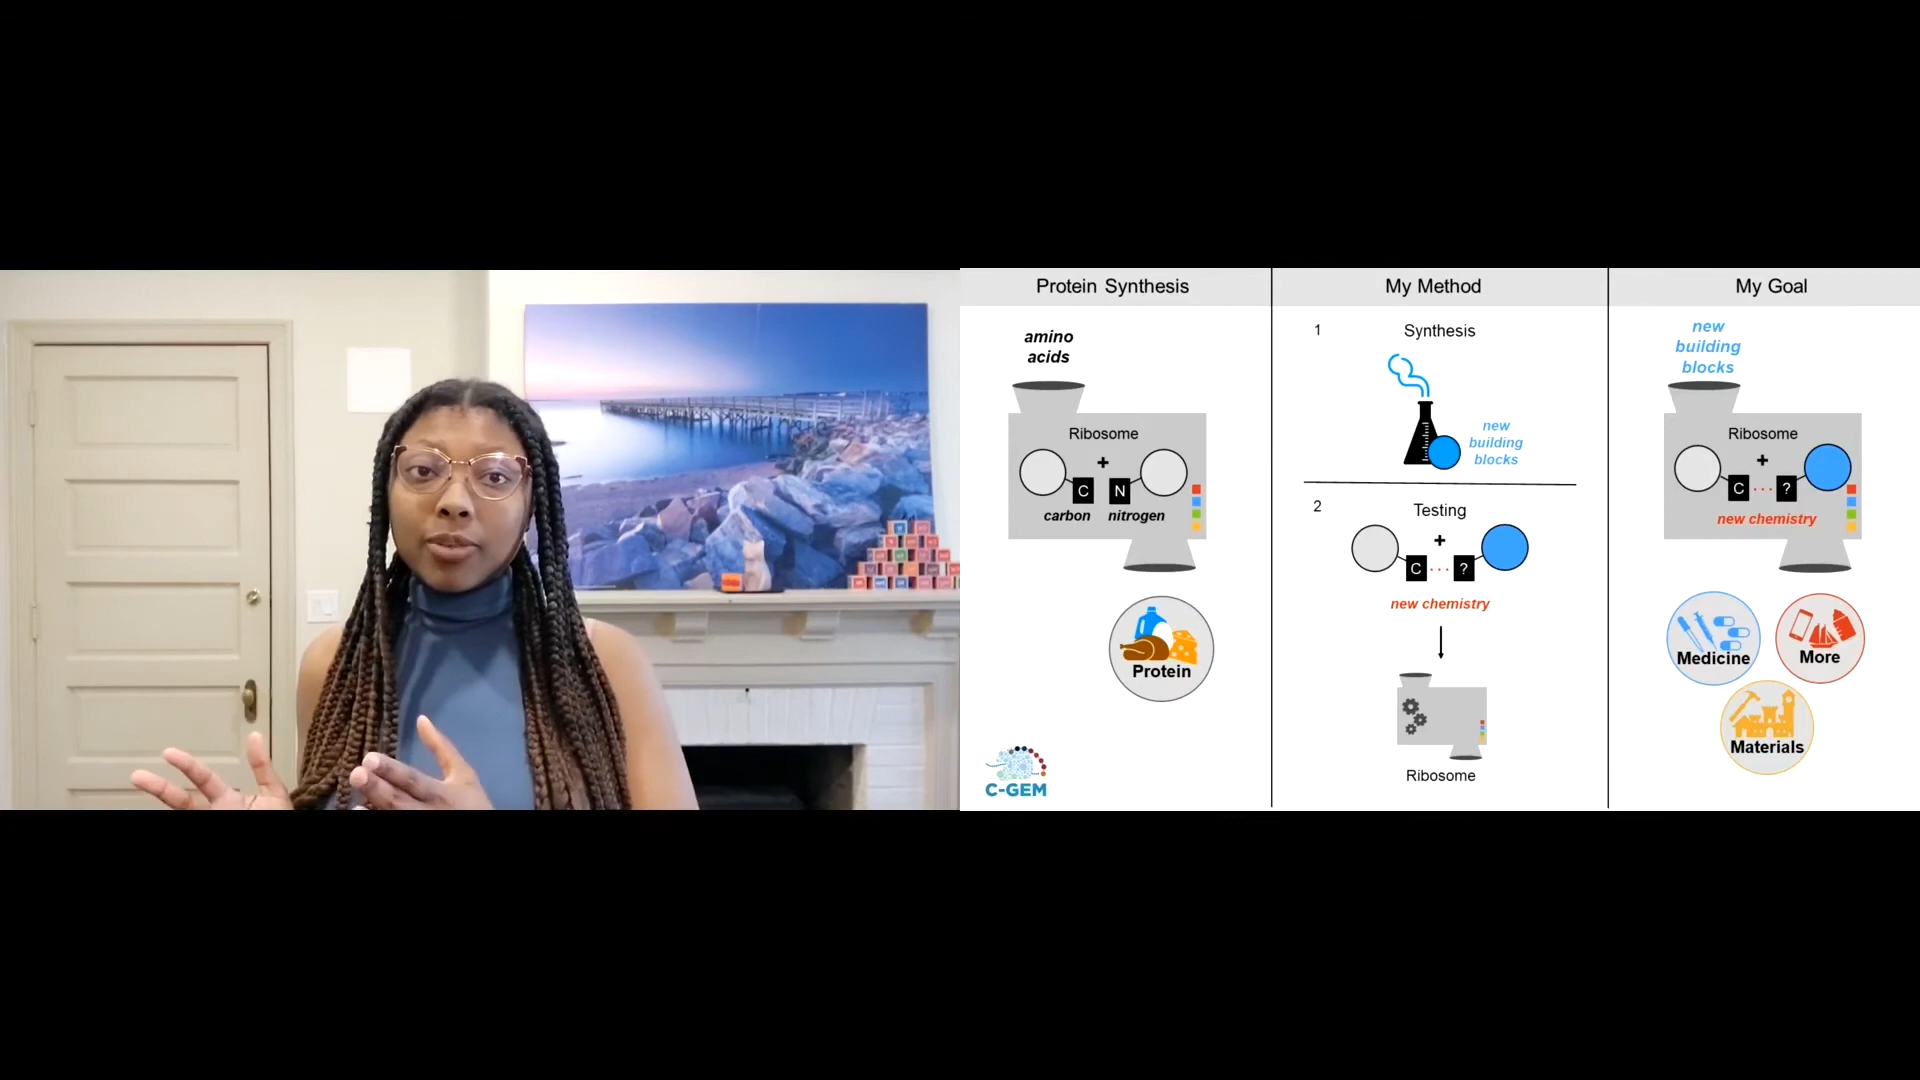 Protein Synthesis
amino
acids
Ribosome
+
C N
carbon nitrogen
Protein
C-GEM
My Method
1 Synthesis
new
building
blocks
2 Testing
+
C ... ?
new chemistry
Ribosome
My Goal
new
building
blocks
Ribosome
+
C ... ?
new chemistry
Medicine
More
Materials